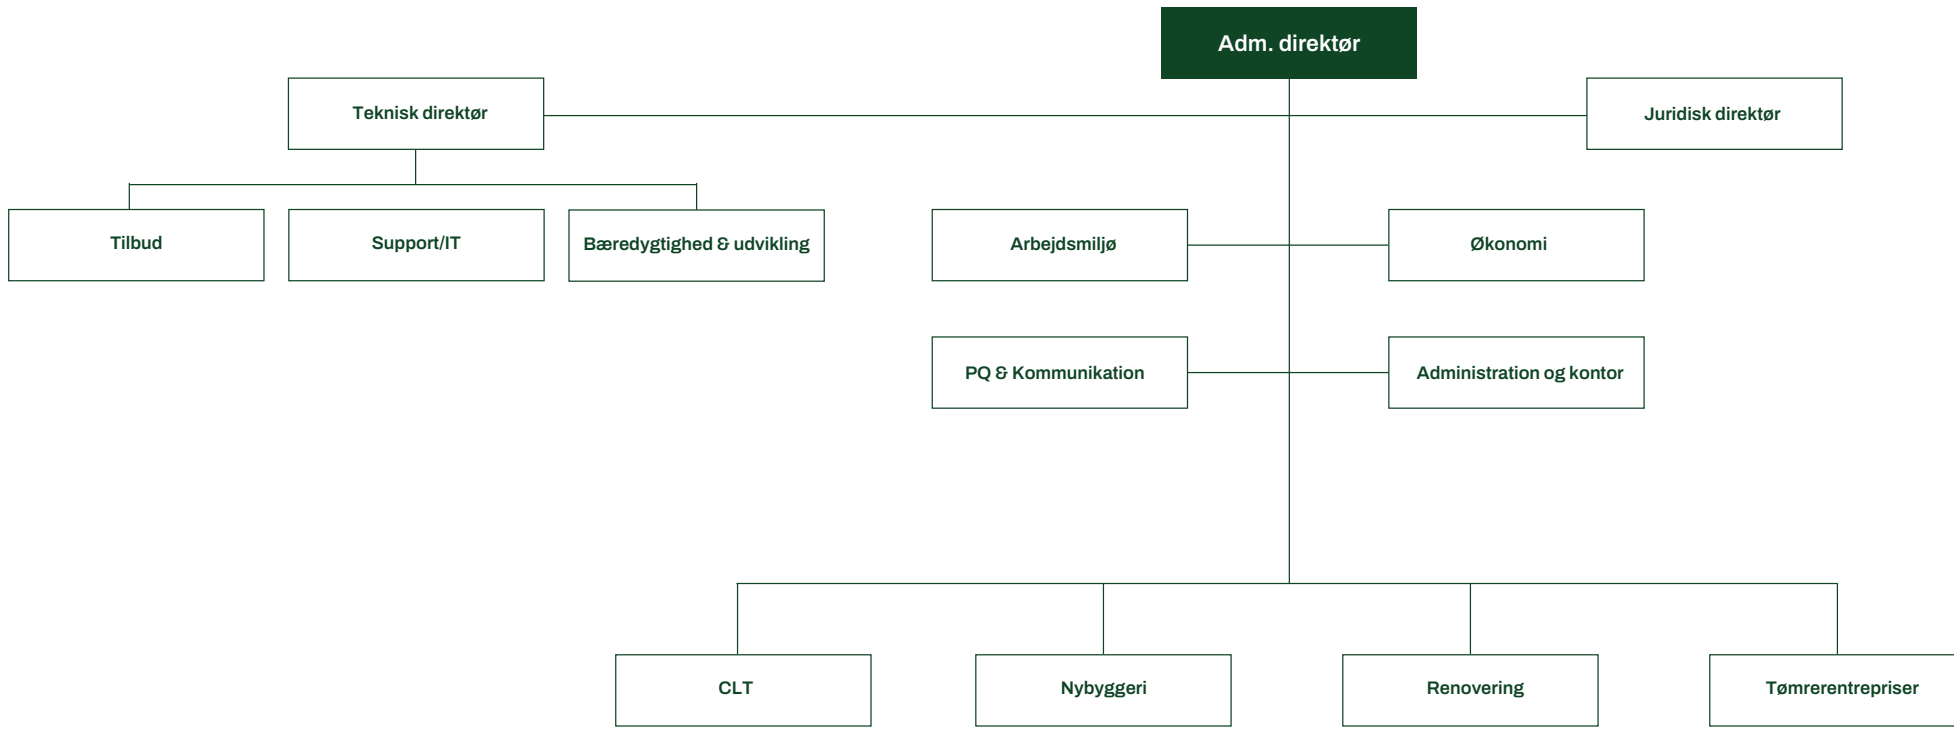 Adm. direktør
Teknisk direktør
Juridisk direktør
Tilbud
Support/IT
Bæredygtighed & udvikling
Arbejdsmiljø
Økonomi
PQ & Kommunikation
Administration og kontor
CLT
Nybyggeri
Renovering
Tømrerentrepriser